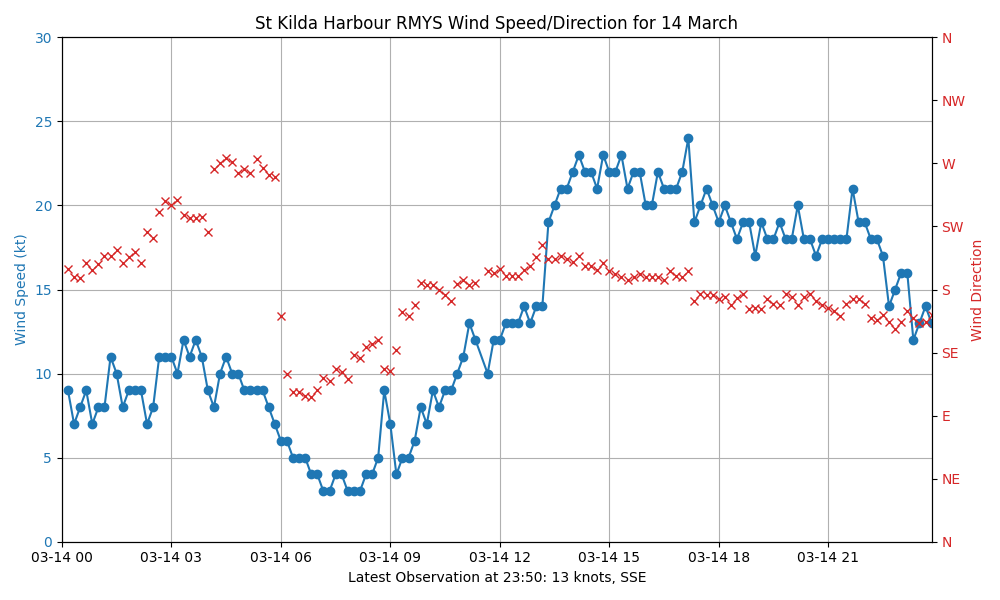 St Kilda Harbour RMYS Wind Speed/Direction for 14 March
30
25
20
15
10
5
0
Wind Speed (kt)
N
NW
W
SW
S
SE
E
NE
N
Wind Direction
03-14 00
03-14 03
03-14 06
03-14 09
03-14 12
03-14 15
03-14 18
03-14 21
Latest Observation at 23:50: 13 knots, SSE